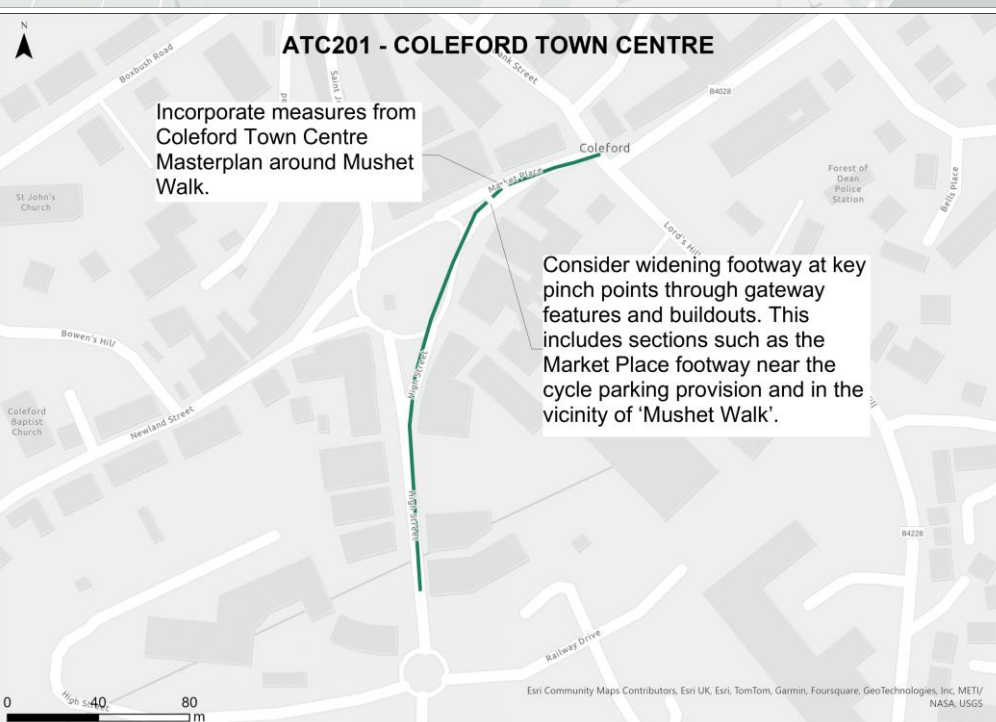 N
ATC201 - COLEFORD TOWN CENTRE
Boxbush Road
Bank Street
B4028
Incorporate measures from
Coleford Town Centre
Masterplan around Mushet
Walk.
Coleford
Market Place
Forest of
Dean
Police
Station
Bells Place
St John's
Church
Lord's Hill
Consider widening footway at key
pinch points through gateway
features and buildouts. This
includes sections such as the
Market Place footway near the
cycle parking provision and in the
vicinity of ‘Mushet Walk’.
Bowen's Hill
High Street
Coleford
Baptist
Church
Newland Street
High Street
B4228
Railway Drive
High Street
0 40 80
m
Esri Community Maps Contributors, Esri UK, Esri, TomTom, Garmin, Foursquare, GeoTechnologies, Inc, METI/
NASA, USGS